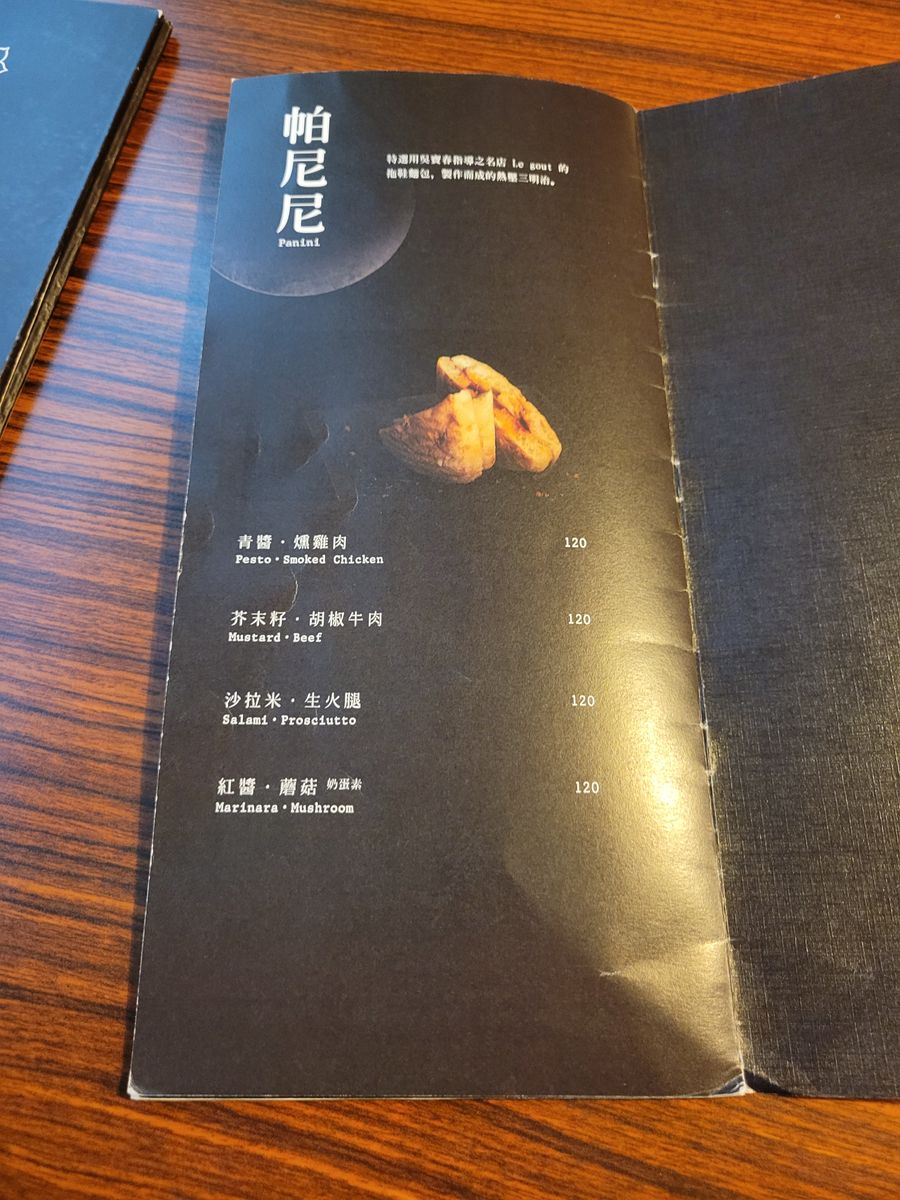 帕尼尼
Panini
特選用吳寶春指導之名店 Le gout 的
拖鞋麵包，製作而成的熱壓三明治。
青醬・燻雞肉 120
Pesto・Smoked Chicken
芥末籽・胡椒牛肉 120
Mustard・Beef
沙拉米・生火腿 120
Salami・Prosciutto
紅醬・蘑菇 奶蛋素 120
Marinara・Mushroom